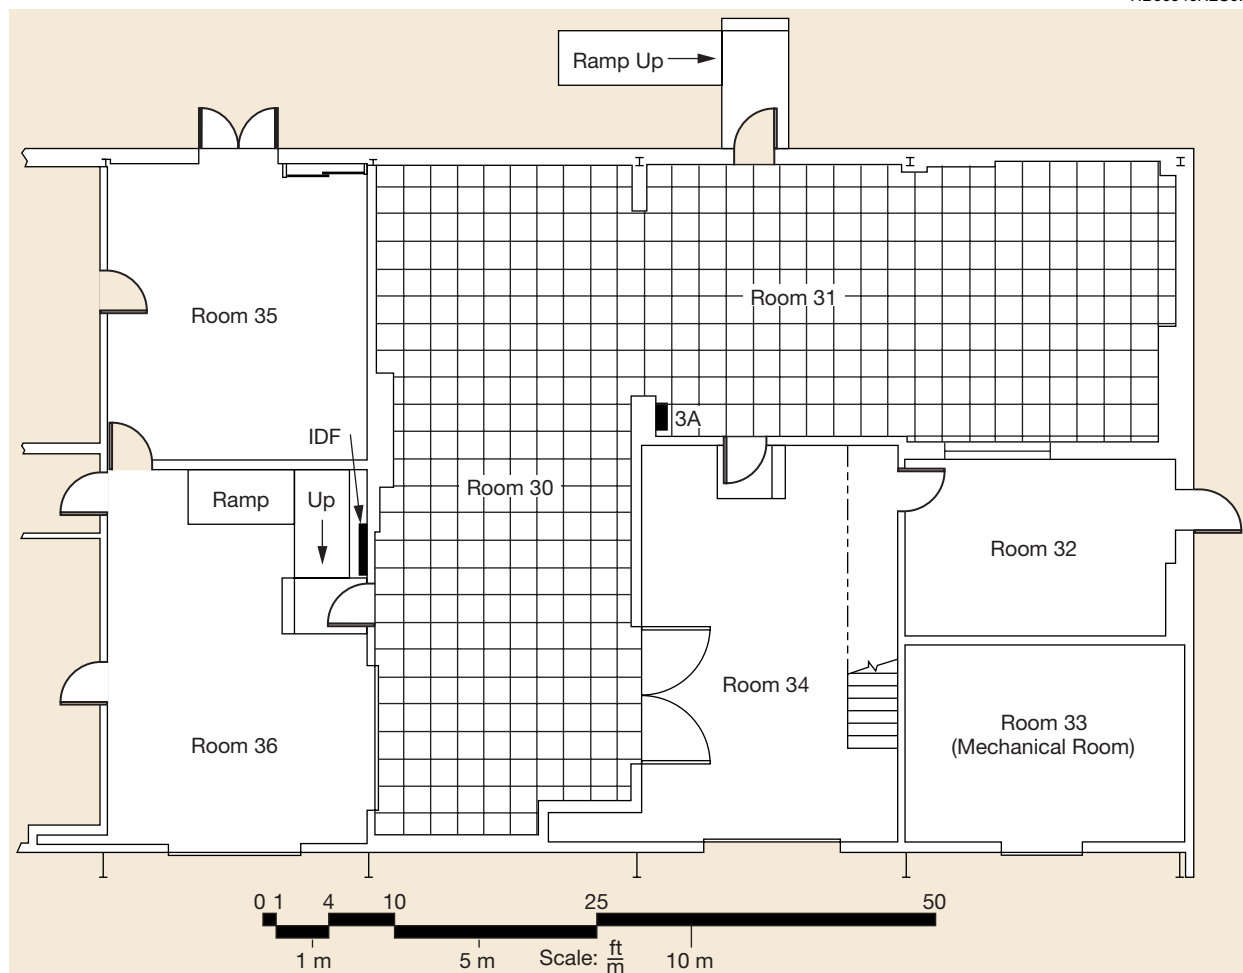 Ramp Up
Room 35
Room 31
3A
IDF
Ramp
Up
Room 30
Room 32
Room 34
Room 36
Room 33
(Mechanical Room)
0 1 4 10 25 50
1 m 5 m Scale: ft/m 10 m